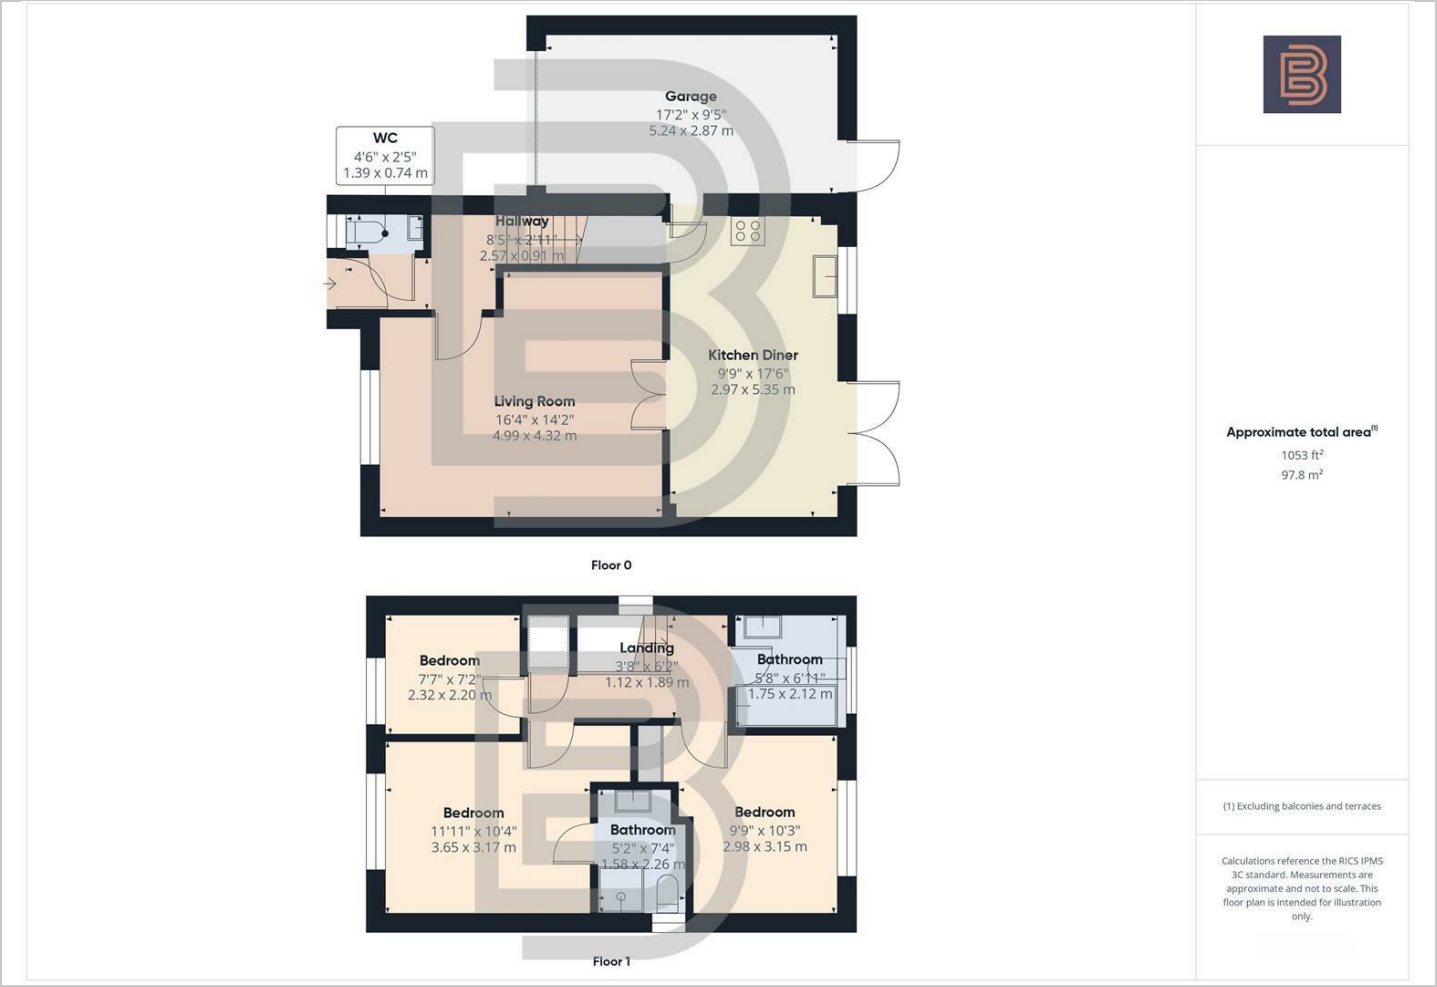 Garage
17'2" x 9'5"
5.24 x 2.87 m
WC
4'6" x 2'5"
1.39 x 0.74 m
Hallway
8'5" x 2'11"
2.57 x 0.91 m
Kitchen Diner
9'9" x 17'6"
2.97 x 5.35 m
Living Room
16'4" x 14'2"
4.99 x 4.32 m
Floor 0
Landing
3'8" x 6'2"
1.12 x 1.89 m
Bedroom
7'7" x 7'2"
2.32 x 2.20 m
Bathroom
5'8" x 6'11"
1.75 x 2.12 m
Bedroom
11'11" x 10'4"
3.65 x 3.17 m
Bathroom
5'2" x 7'4"
1.58 x 2.26 m
Bedroom
9'9" x 10'3"
2.98 x 3.15 m
Floor 1
B
Approximate total area(1)
1053 ft²
97.8 m²
(1) Excluding balconies and terraces
Calculations reference the RICS IPMS
3C standard. Measurements are
approximate and not to scale. This
floor plan is intended for illustration
only.